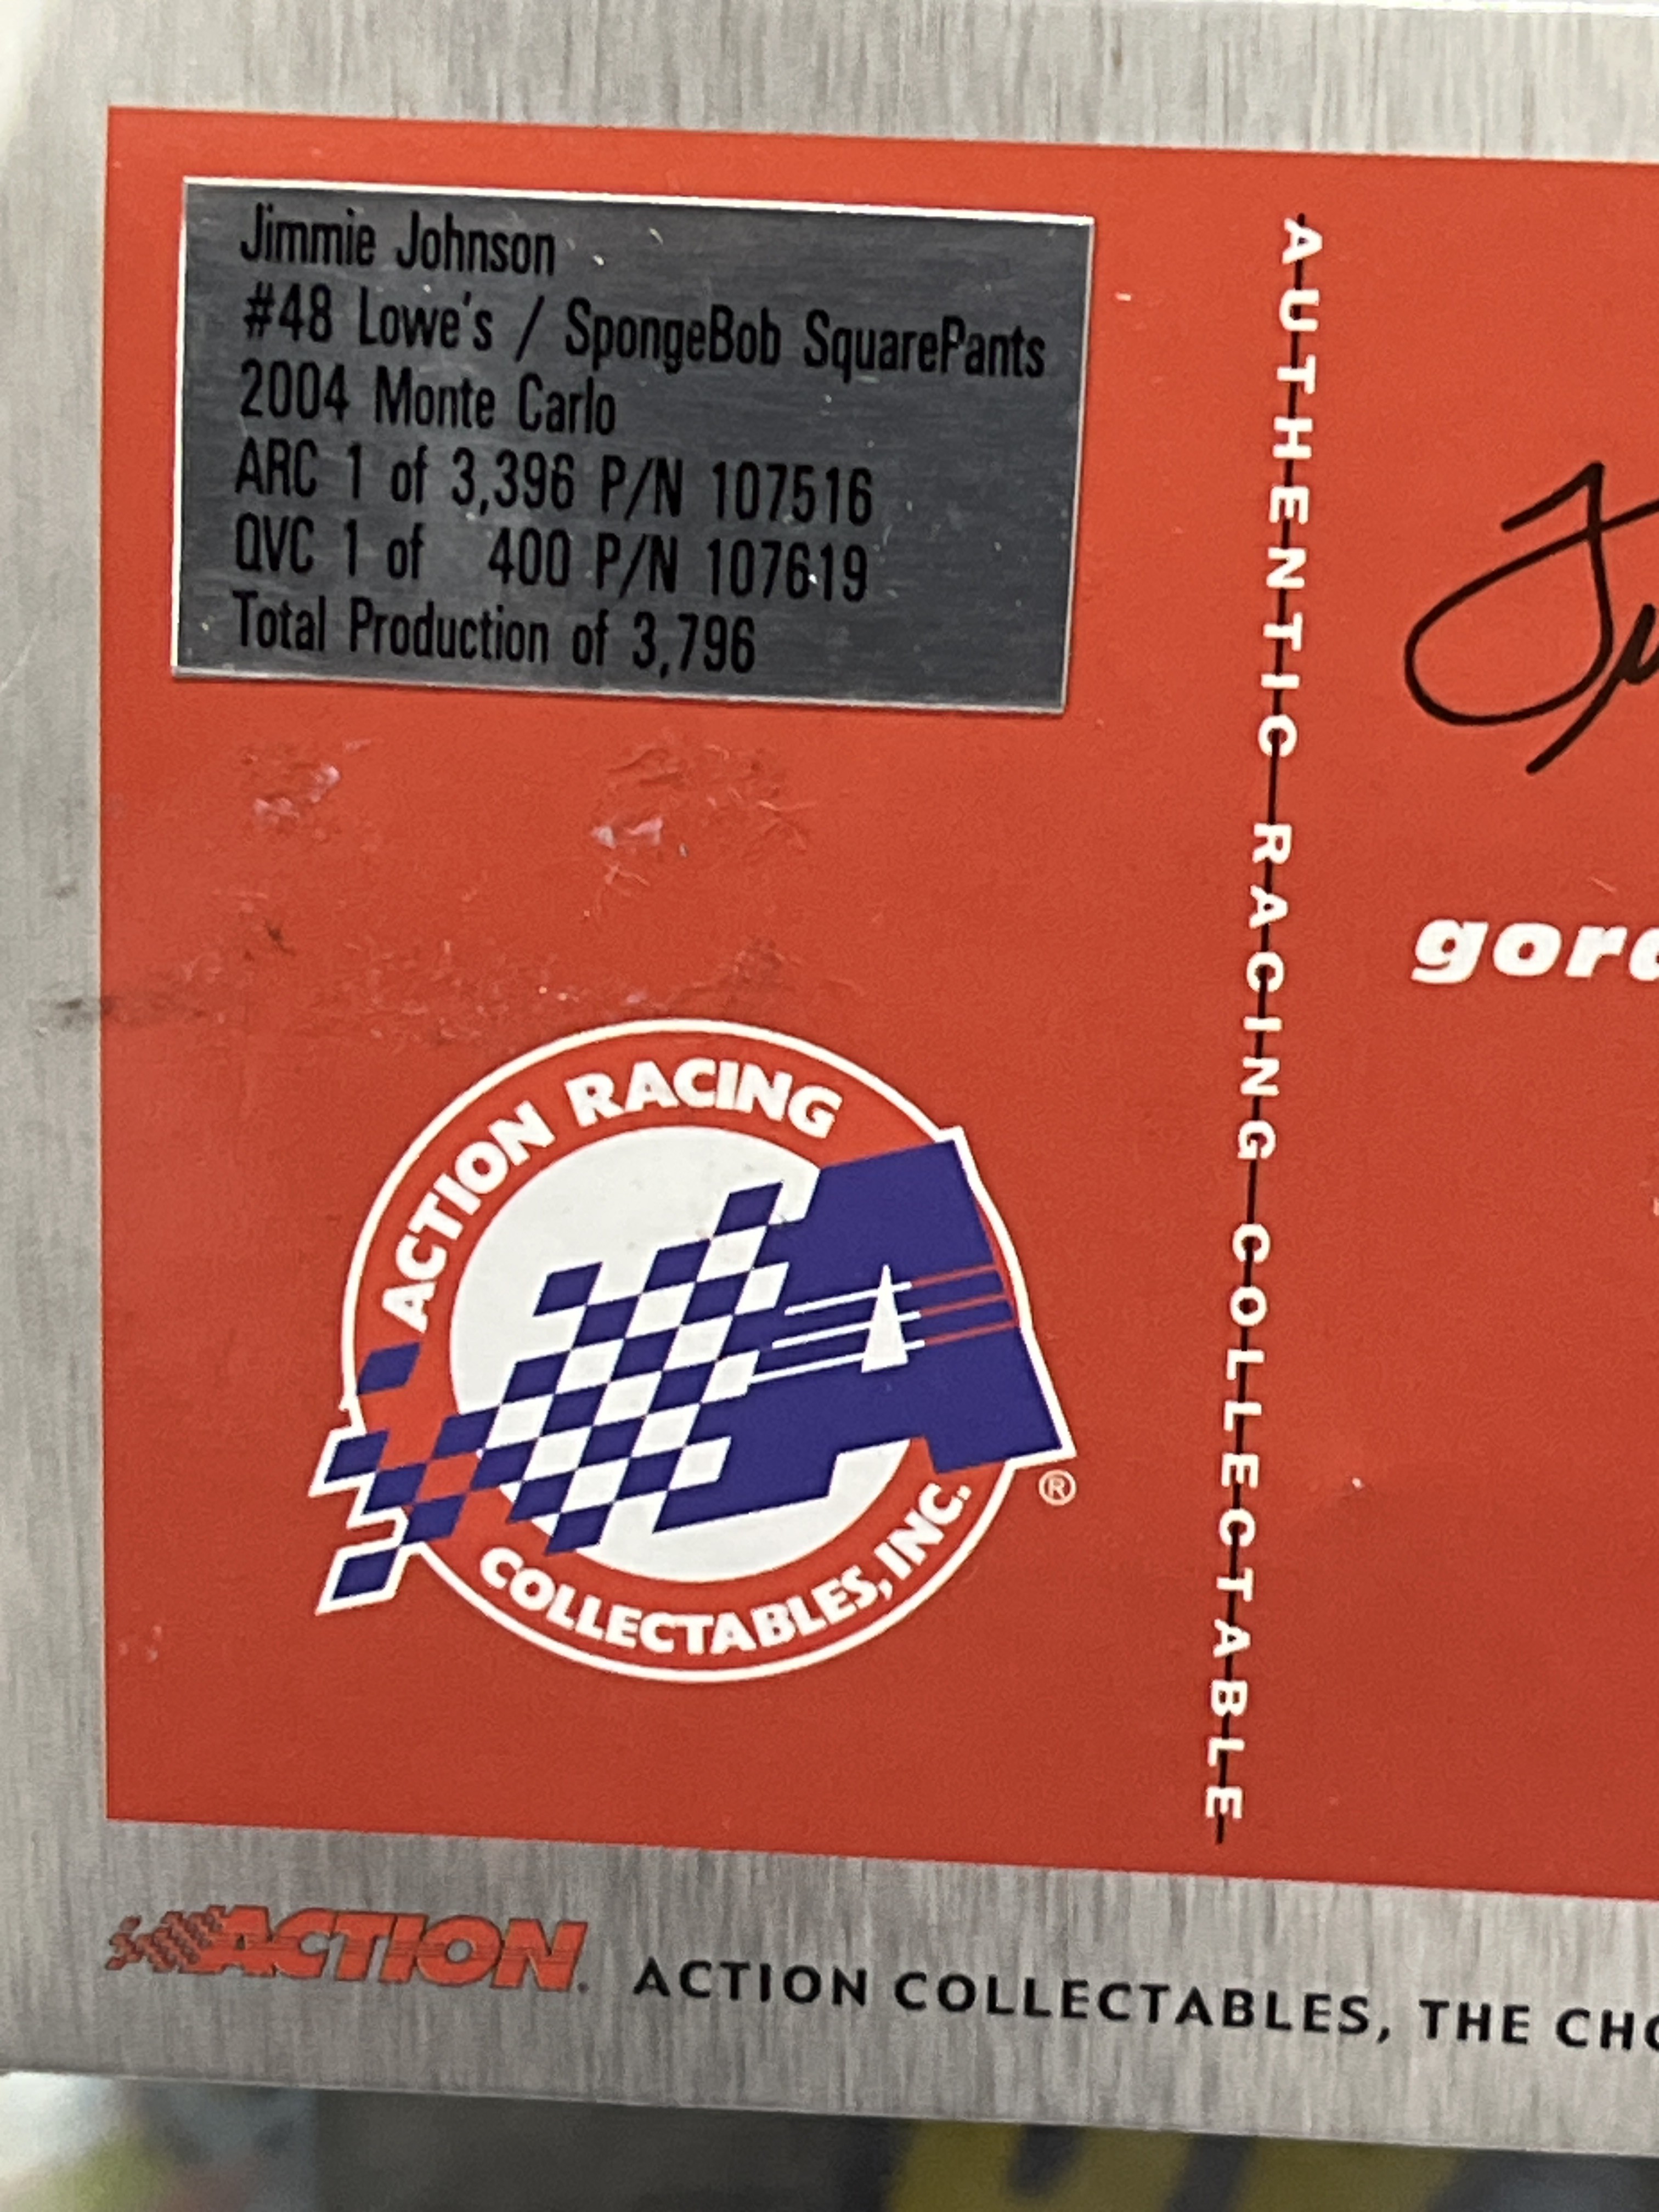 Jimmie Johnson
#48 Lowe's / SpongeBob SquarePants
2004 Monte Carlo
ARC 1 of 3,396 P/N 107516
QVC 1 of 400 P/N 107619
Total Production of 3,796
AUTHENTIC RACING COLLECTABLE
ACTION RACING
COLLECTABLES, INC.
®
ACTION
ACTION COLLECTABLES, THE